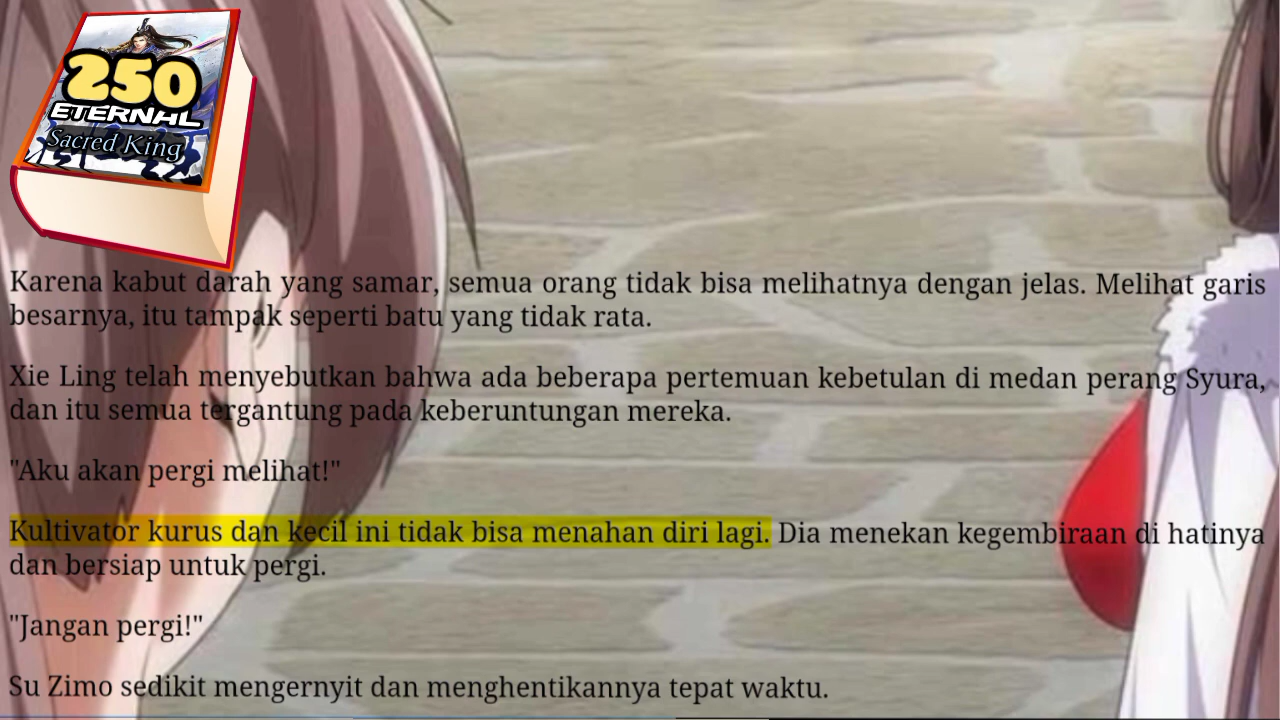 250
ETERNAL
Sacred King
Karena kabut darah yang samar, semua orang tidak bisa melihatnya dengan jelas. Melihat garis
besarnya, itu tampak seperti batu yang tidak rata.
Xie Ling telah menyebutkan bahwa ada beberapa pertemuan kebetulan di medan perang Syura,
dan itu semua tergantung pada keberuntungan mereka.
"Aku akan pergi melihat!"
Kultivator kurus dan kecil ini tidak bisa menahan diri lagi. Dia menekan kegembiraan di hatinya
dan bersiap untuk pergi.
"Jangan pergi!"
Su Zimo sedikit mengernyit dan menghentikannya tepat waktu.